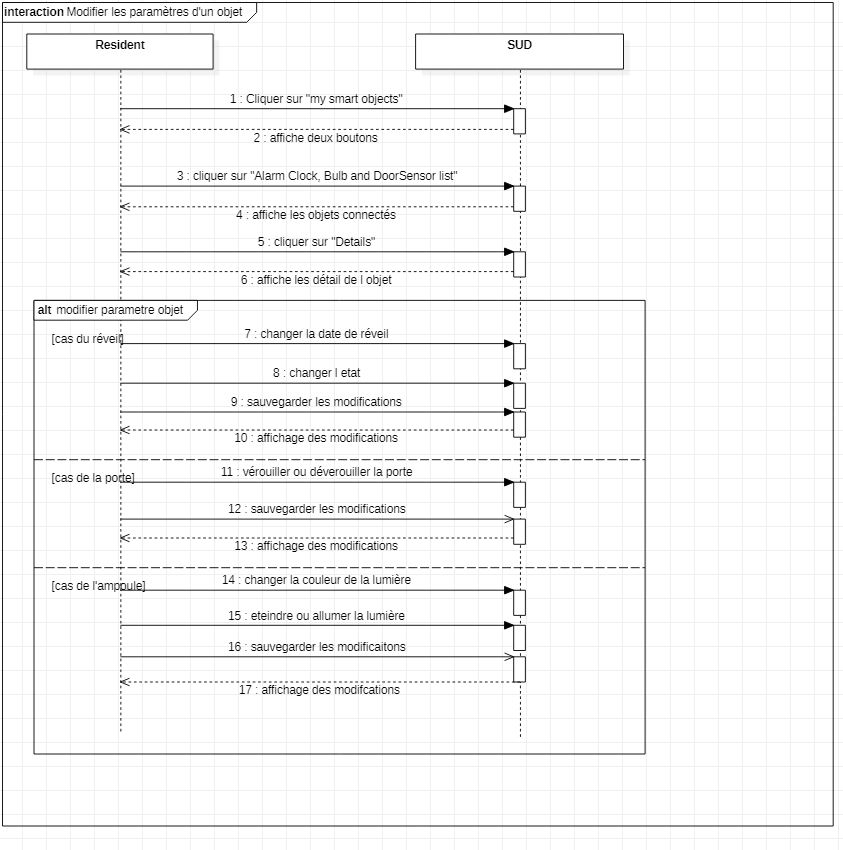 interaction Modifier les paramètres d'un objet
Resident
SUD
1 : Cliquer sur "my smart objects"
2 : affiche deux boutons
3 : cliquer sur "Alarm Clock, Bulb and DoorSensor list"
4 : affiche les objets connectés
5 : cliquer sur "Details"
6 : affiche les détail de l objet
alt modifier parametre objet
[cas du réveil]
7 : changer la date de réveil
8 : changer l etat
9 : sauvegarder les modifications
10 : affichage des modifications
[cas de la porte]
11 : vérouiller ou déverouiller la porte
12 : sauvegarder les modifications
13 : affichage des modifications
[cas de l'ampoule]
14 : changer la couleur de la lumière
15 : eteindre ou allumer la lumière
16 : sauvegarder les modificaitons
17 : affichage des modifcations